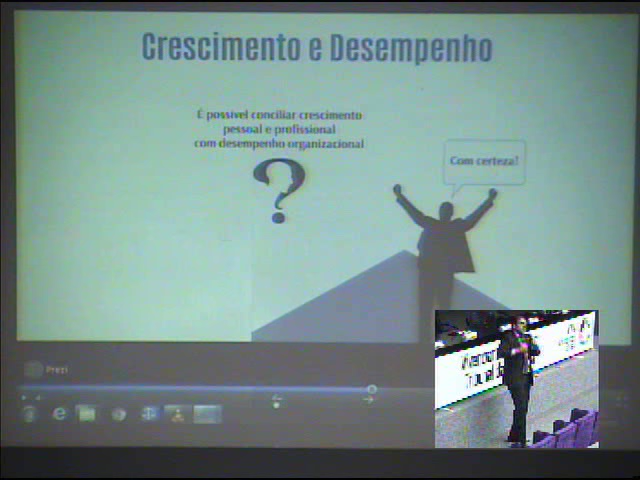 Crescimento e Desempenho
É possível conciliar crescimento
pessoal e profissional
com desempenho organizacional
?
Com certeza!
Prezi